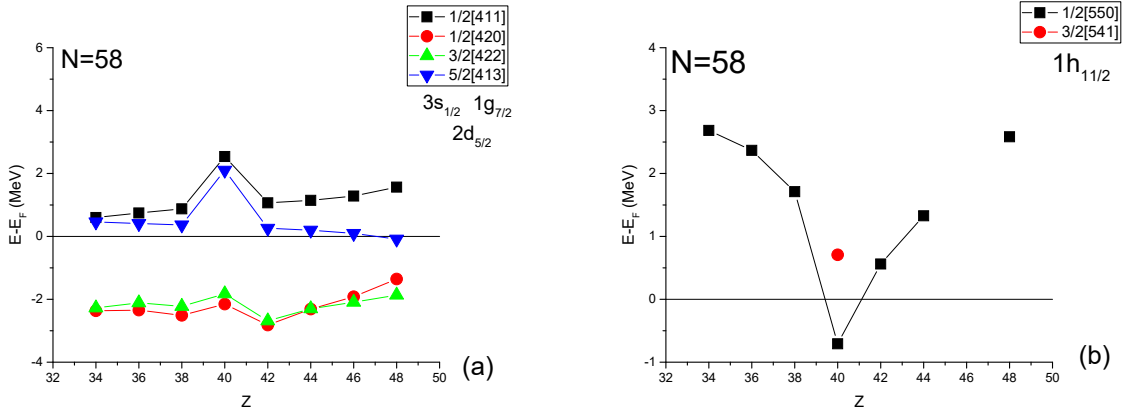 1/2[411]
1/2[420]
3/2[422]
5/2[413]
N=58
3s1/2 1g7/2
2d5/2
6
4
2
0
-2
-4
E-EF (MeV)
32 34 36 38 40 42 44 46 48 50
Z
(a)
1/2[550]
3/2[541]
N=58
1h11/2
4
3
2
1
0
-1
E-EF (MeV)
32 34 36 38 40 42 44 46 48 50
Z
(b)